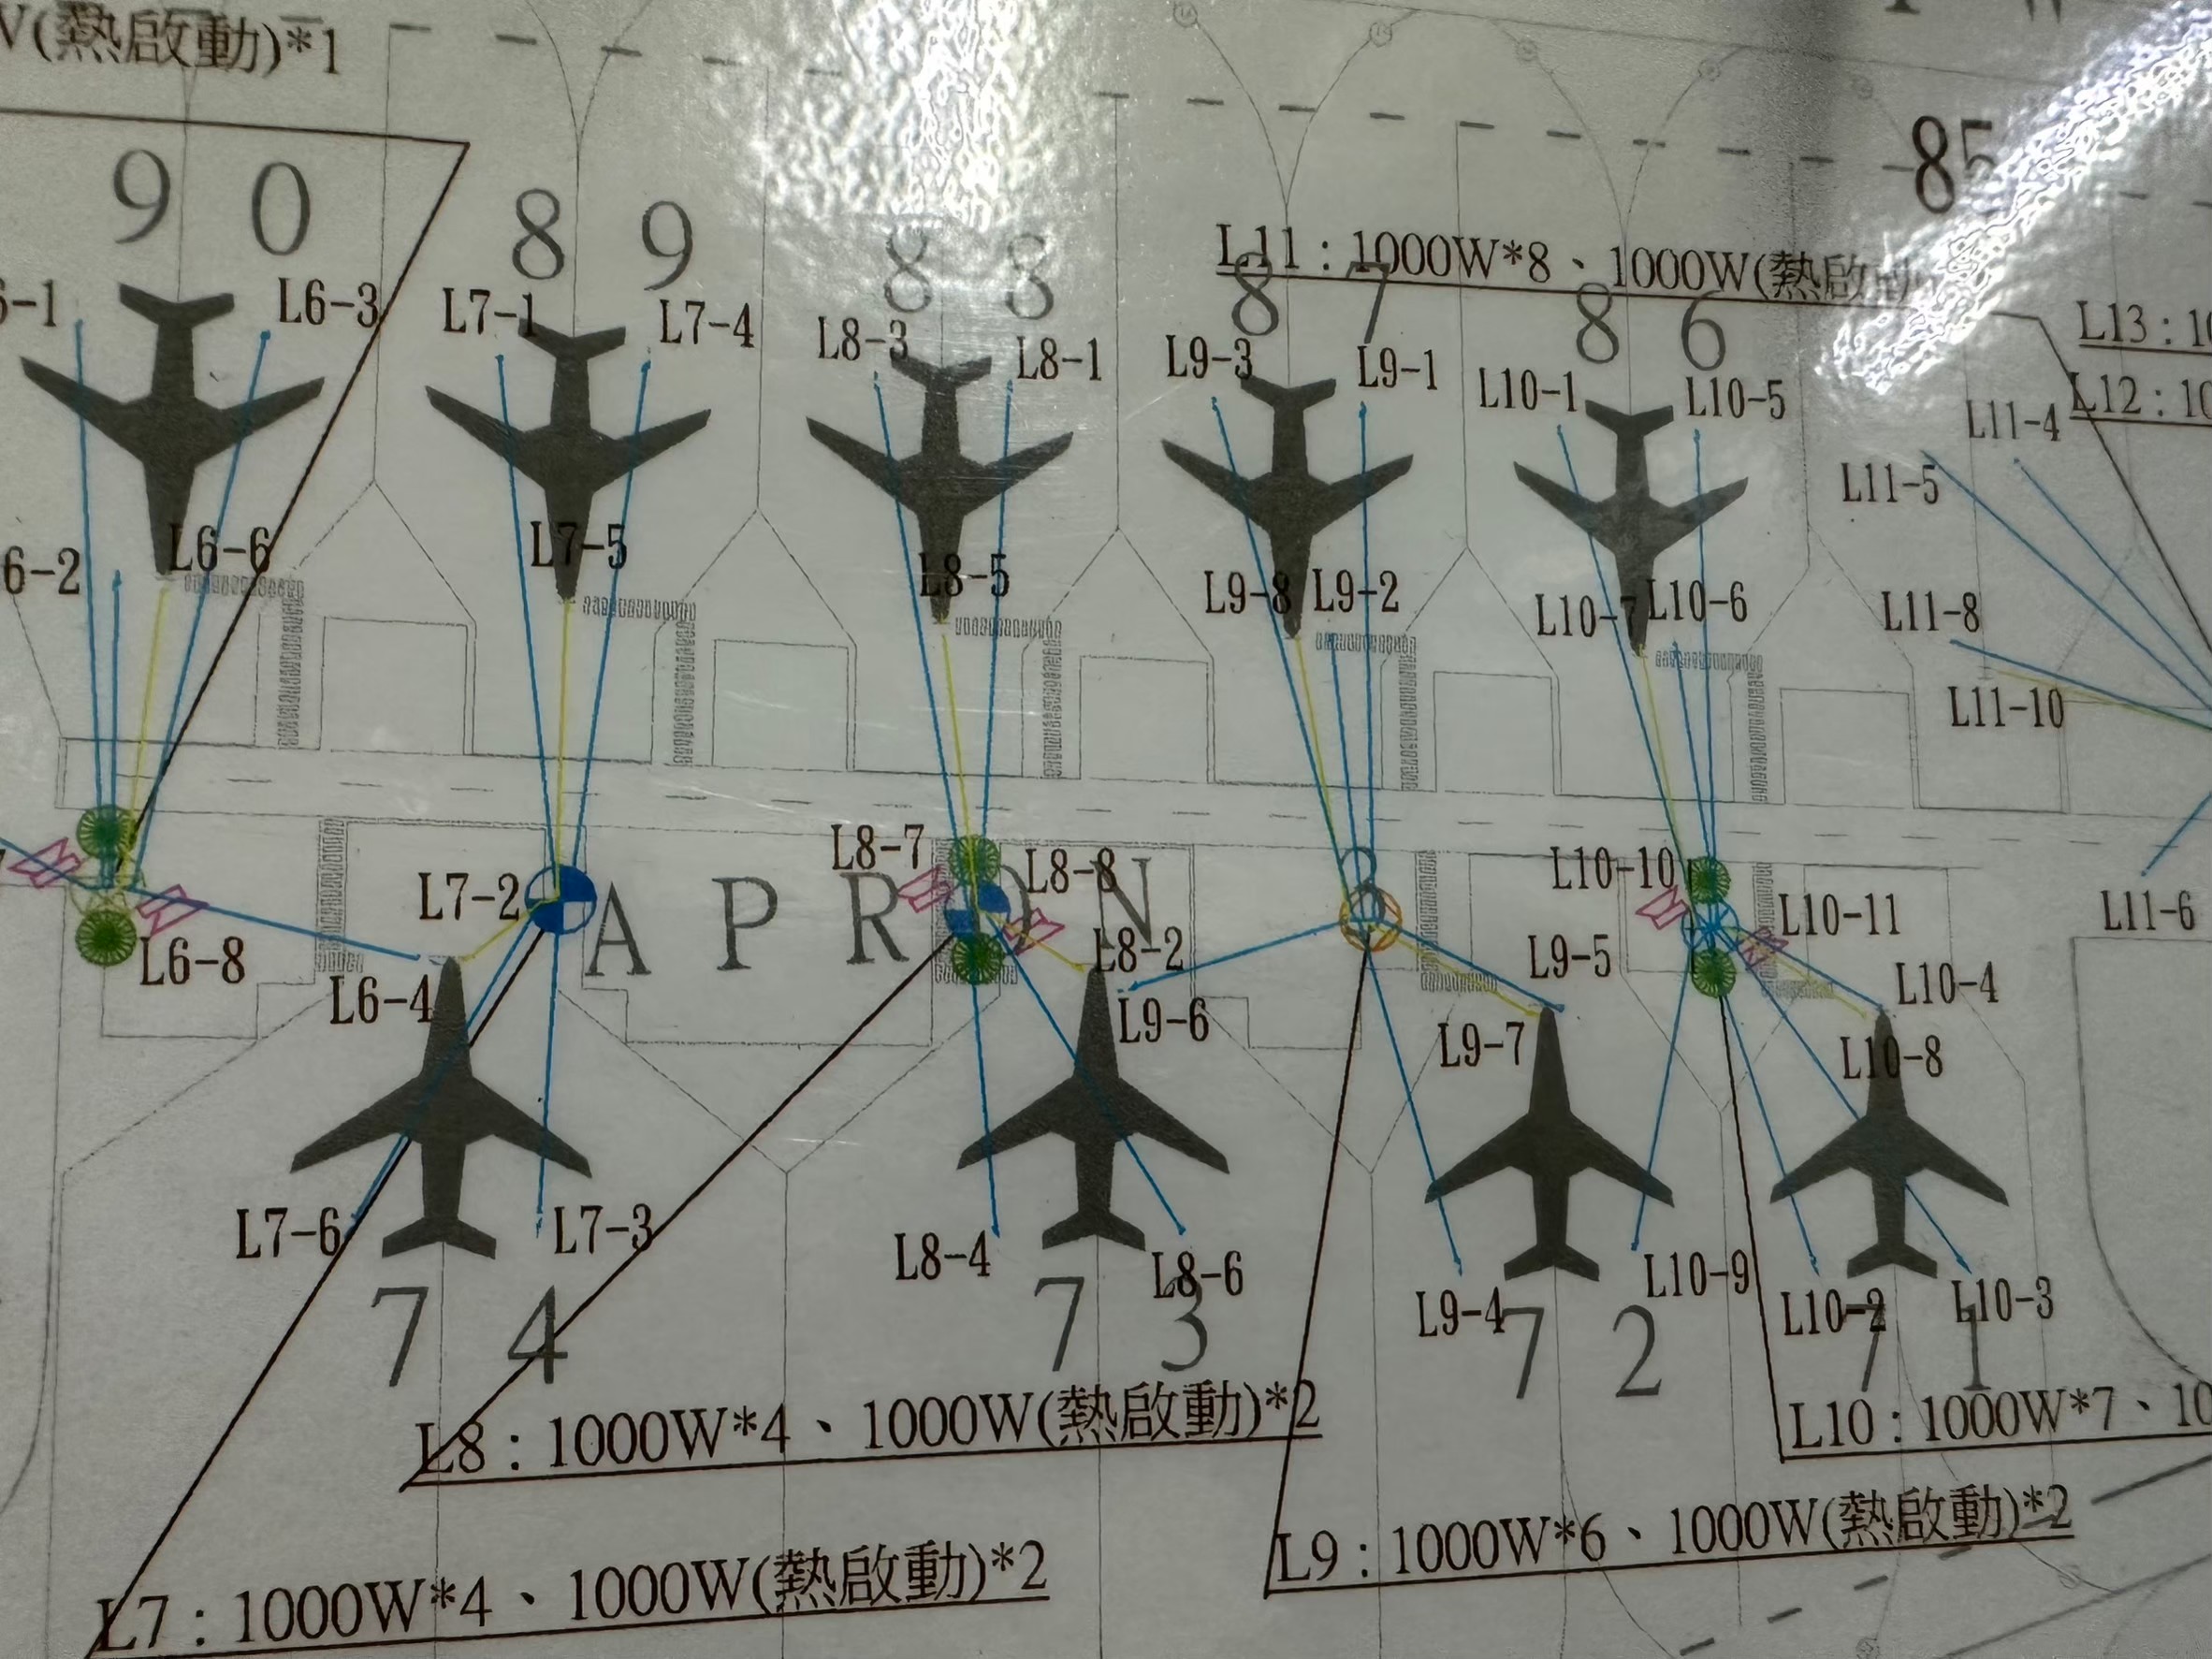 (熱啟動)*1
85
90
89
88
87
86
L11：1000W*8、1000W(熱啟動)
L13：
L12：
L6-3
L7-1
L7-4
L8-3
L8-1
L9-3
L9-1
L10-1
L10-5
L11-4
L11-5
6-2
L6-6
L7-5
L8-5
L9-8
L9-2
L10-7
L10-6
L11-8
L11-10
L8-7
L8-8
L10-10
L7-2
APRON
L10-11
L11-6
L6-8
L8-2
L9-5
L6-4
L9-6
L10-4
L9-7
L10-8
L7-6
L7-3
L8-4
L8-6
L10-9
L9-4
L10-2
L10-3
74
73
72
71
L8：1000W*4、1000W(熱啟動)*2
L10：1000W*7、
L9：1000W*6、1000W(熱啟動)*2
L7：1000W*4、1000W(熱啟動)*2